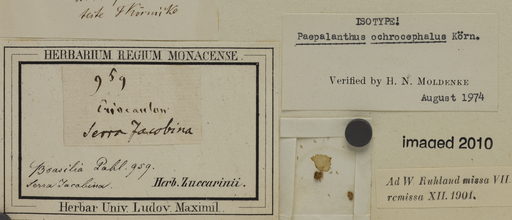 teste Körnike
HERBARIUM REGIUM MONACENSE.
959
Eriocaulon
Serra Jacobina
Brasilia Pohl. 959.
Serra Jacobina.
Herb. Zuccarinii.
Herbar Univ. Ludov. Maximil.
ISOTYPE!
Paepalanthus ochrocephalus Körn.
Verified by H. N. MOLDENKE
August 1974
imaged 2010
Ad W. Ruhland missa VII.
remissa XII. 1901.